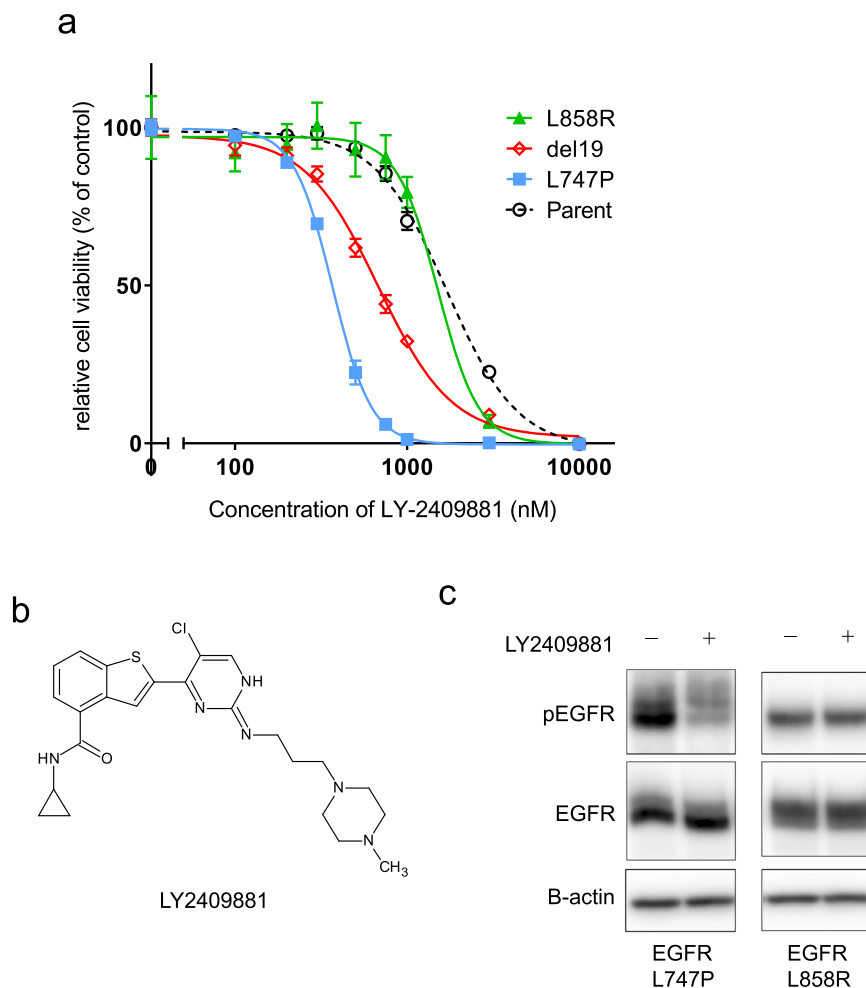 a
relative cell viability (% of control)
100
50
0
0
100
1000
10000
Concentration of LY-2409881 (nM)
L858R
del19
L747P
Parent
b
Cl
S
NH
N
N
HN
O
N
N
CH3
LY2409881
c
LY2409881
− + − +
pEGFR
EGFR
B-actin
EGFR
L747P
EGFR
L858R